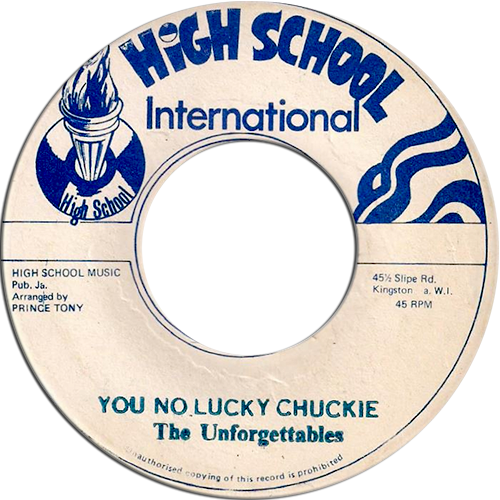 HIGH SCHOOL
International
High School
HIGH SCHOOL MUSIC
Pub. Ja.
Arranged by
PRINCE TONY
45½ Slipe Rd.
Kingston a. W.I.
45 RPM
YOU NO LUCKY CHUCKIE
The Unforgettables
Unauthorised copying of this record is prohibited